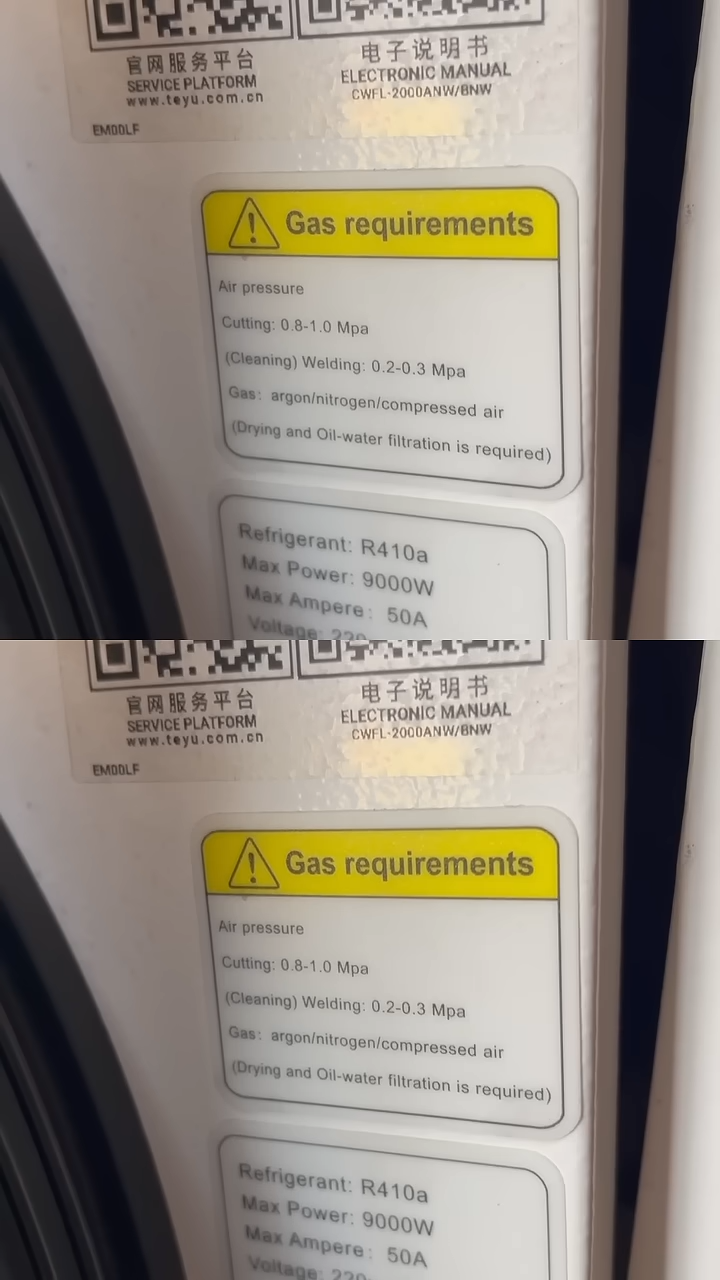 官网服务平台
SERVICE PLATFORM
www.teyu.com.cn
电子说明书
ELECTRONIC MANUAL
CWFL-2000ANW/BNW
EM00LF
Gas requirements
Air pressure
Cutting: 0.8-1.0 Mpa
(Cleaning) Welding: 0.2-0.3 Mpa
Gas: argon/nitrogen/compressed air
(Drying and Oil-water filtration is required)
Refrigerant: R410a
Max Power: 9000W
Max Ampere: 50A
Voltage: 220
官网服务平台
SERVICE PLATFORM
www.teyu.com.cn
电子说明书
ELECTRONIC MANUAL
CWFL-2000ANW/BNW
EM00LF
Gas requirements
Air pressure
Cutting: 0.8-1.0 Mpa
(Cleaning) Welding: 0.2-0.3 Mpa
Gas: argon/nitrogen/compressed air
(Drying and Oil-water filtration is required)
Refrigerant: R410a
Max Power: 9000W
Max Ampere: 50A
Voltage: 220